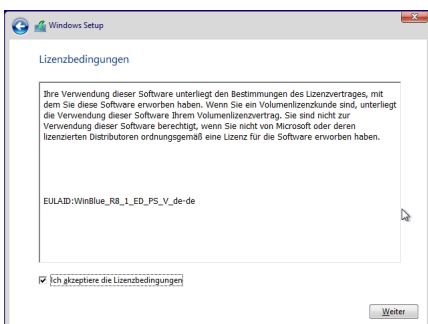 Windows Setup
Lizenzbedingungen
Ihre Verwendung dieser Software unterliegt den Bestimmungen des Lizenzvertrages, mit
dem Sie diese Software erworben haben. Wenn Sie ein Volumenlizenzkunde sind, unterliegt
die Verwendung dieser Software Ihrem Volumenlizenzvertrag. Sie sind nicht zur
Verwendung dieser Software berechtigt, wenn Sie nicht von Microsoft oder deren
lizenzierten Distributoren ordnungsgemäß eine Lizenz für die Software erworben haben.
EULAID:WinBlue_R8_1_ED_PS_V_de-de
Ich akzeptiere die Lizenzbedingungen
Weiter